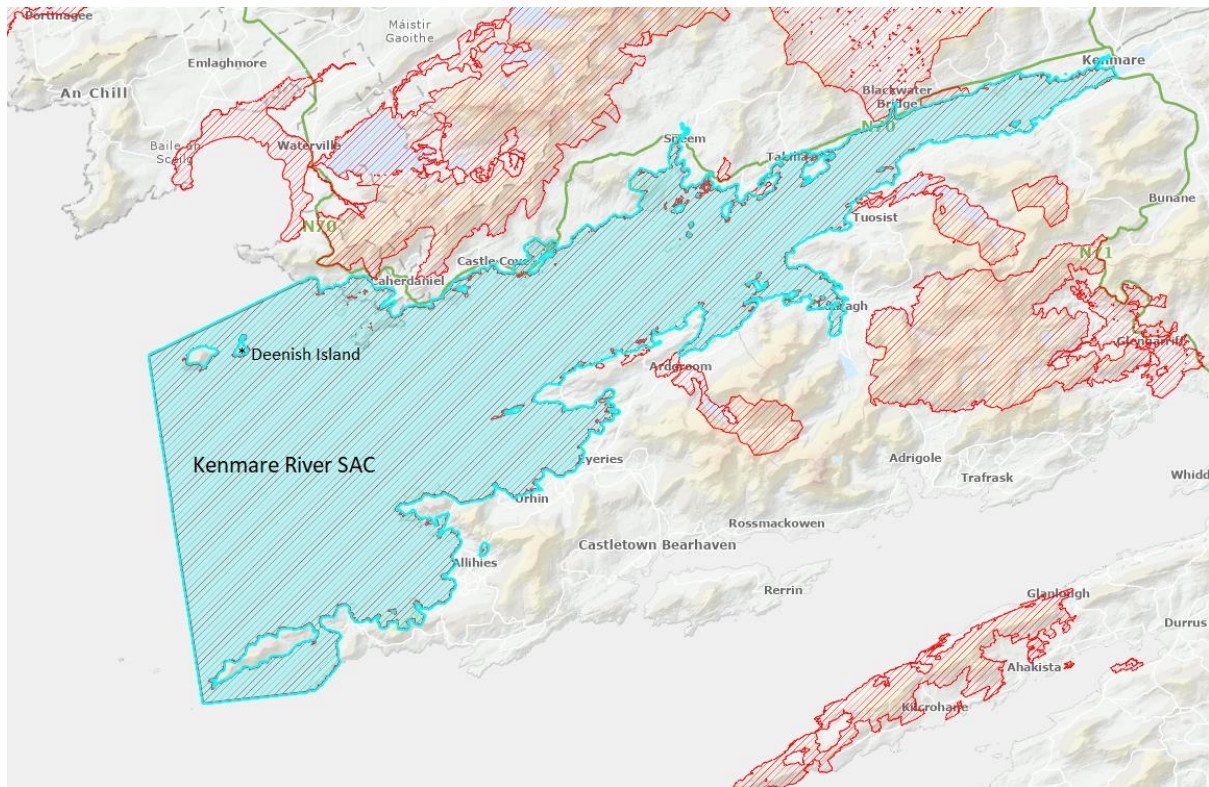 Portmagee
Máistir
Gaoithe
Emlaghmore
An Chill
Kenmare
Blackwater
Bridge
N70
Baile an
Sceilg
Waterville
Sneem
Tuosist
Bunane
N70
Castle Cove
N71
Caherdaniel
Lauragh
Deenish Island
Glengarriff
Ardgroom
Kenmare River SAC
Eyeries
Adrigole
Trafrask
Whidd
Urhin
Rossmackowen
Castletown Bearhaven
Allihies
Rerrin
Glanlough
Durrus
Ahakista
Kilcrohane